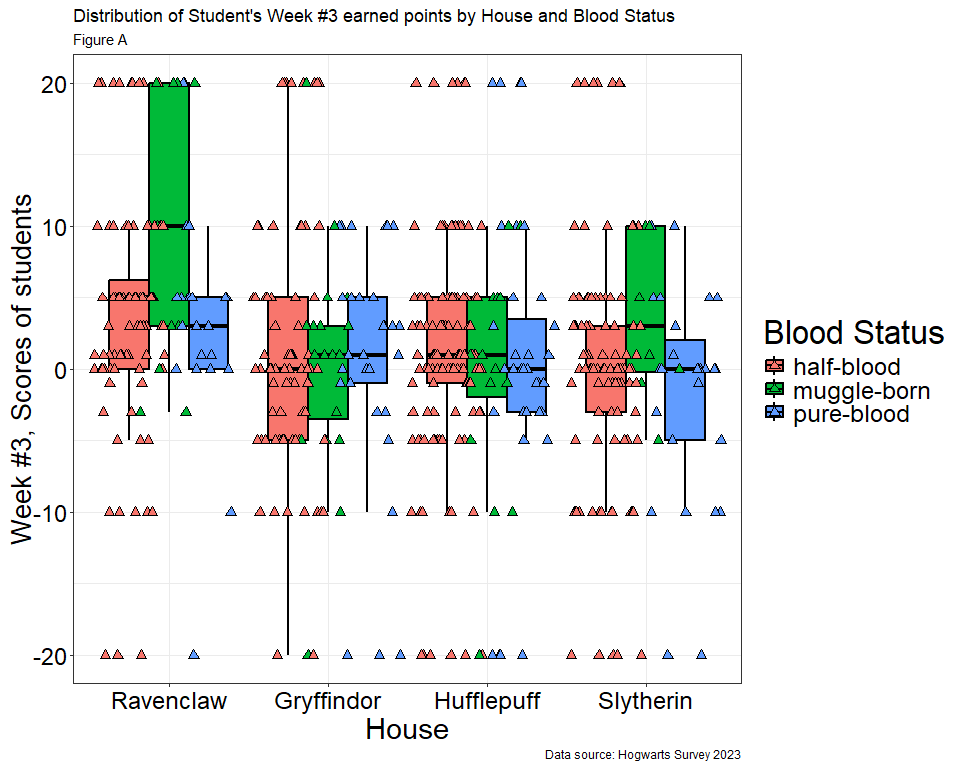 Distribution of Student's Week #3 earned points by House and Blood Status
Figure A
Week #3, Scores of students
20
10
0
-10
-20
Ravenclaw Gryffindor Hufflepuff Slytherin
House
Blood Status
half-blood
muggle-born
pure-blood
Data source: Hogwarts Survey 2023